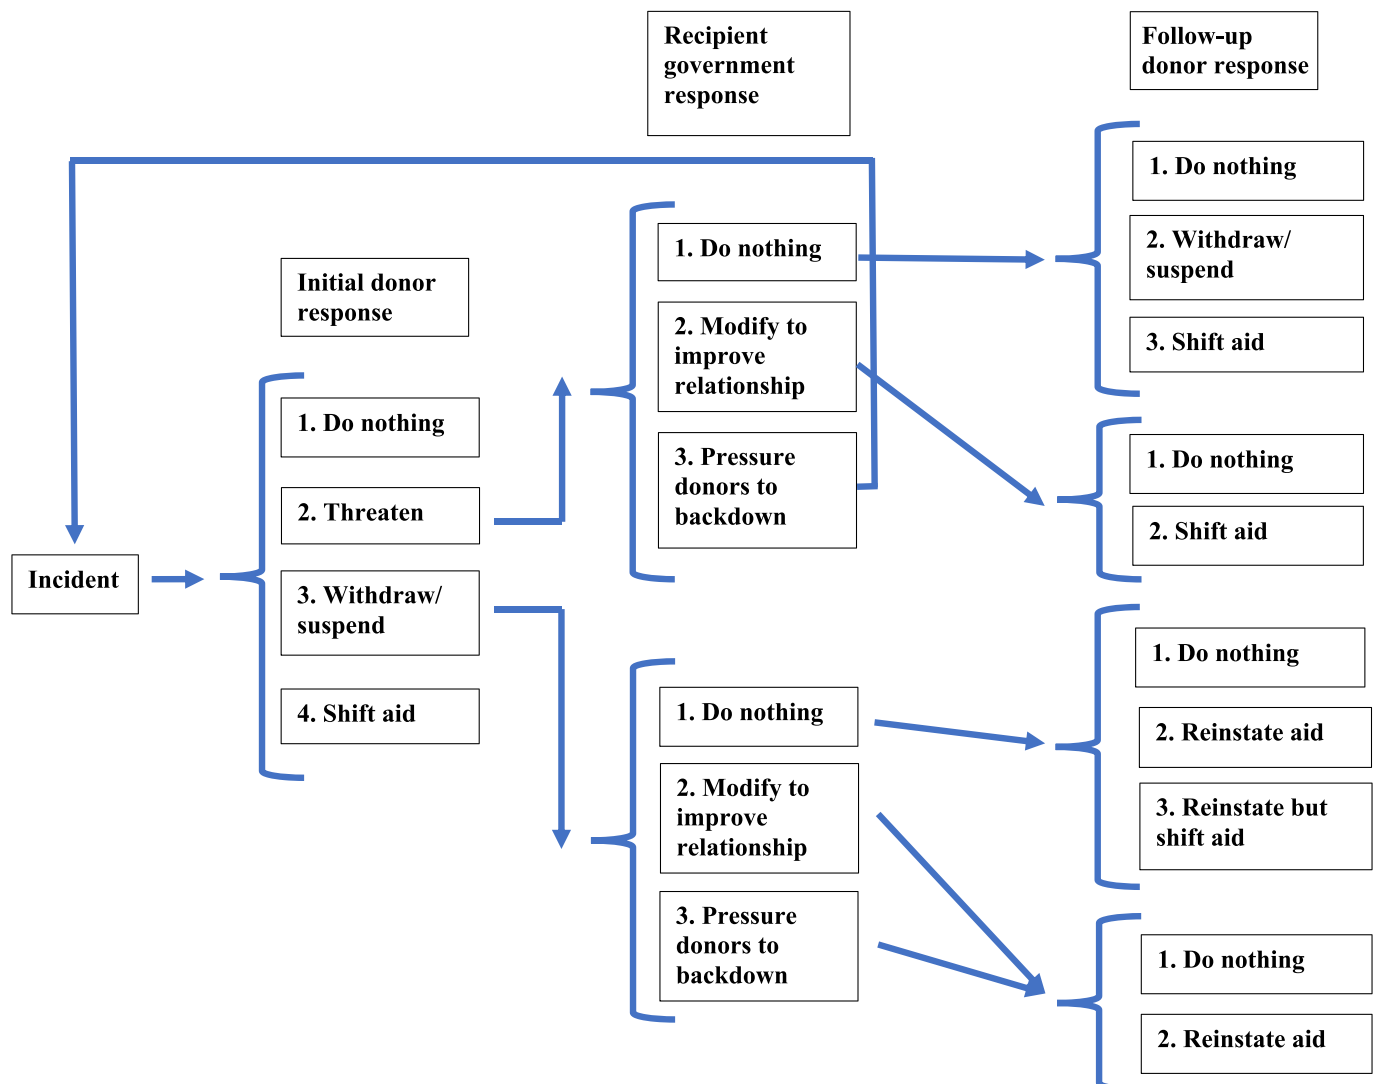 Recipient
government
response
Follow-up
donor response
Initial donor
response
Incident
1. Do nothing
2. Threaten
3. Withdraw/
suspend
4. Shift aid
1. Do nothing
2. Modify to
improve
relationship
3. Pressure
donors to
backdown
1. Do nothing
2. Modify to
improve
relationship
3. Pressure
donors to
backdown
1. Do nothing
2. Withdraw/
suspend
3. Shift aid
1. Do nothing
2. Shift aid
1. Do nothing
2. Reinstate aid
3. Reinstate but
shift aid
1. Do nothing
2. Reinstate aid